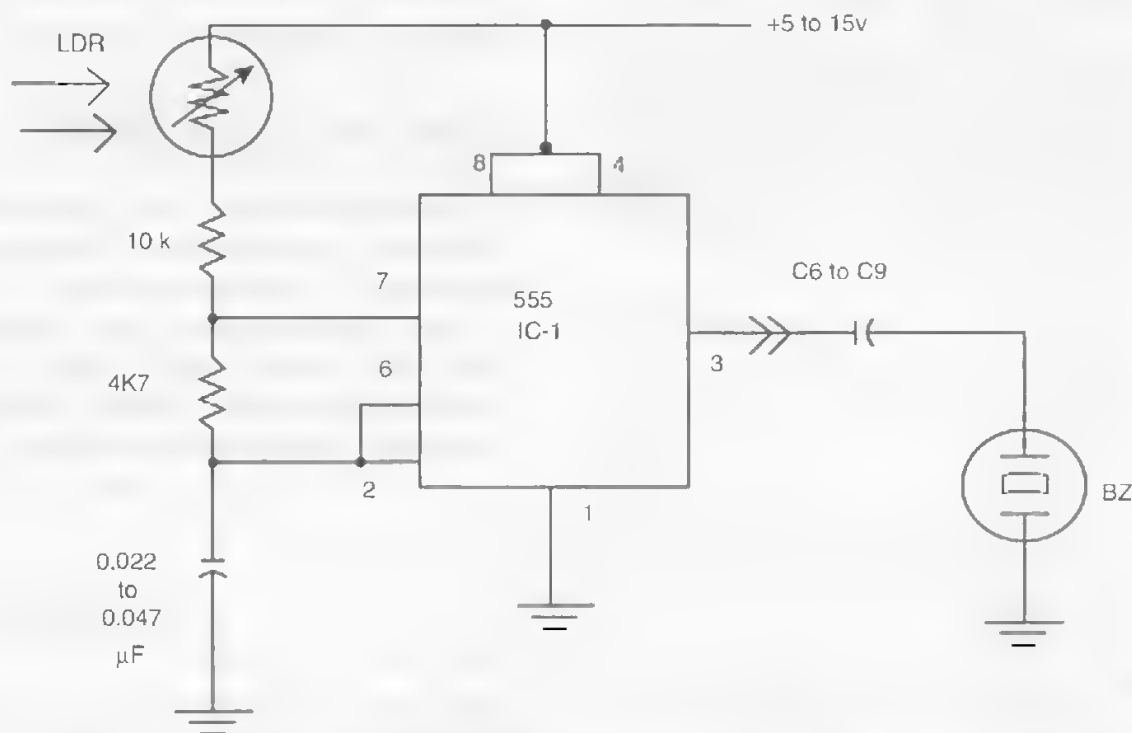 +5 to 15v
LDR
8
4
10 k
7
C6 to C9
555
IC-1
3
6
4K7
2
1
BZ
0.022
to
0.047
µF